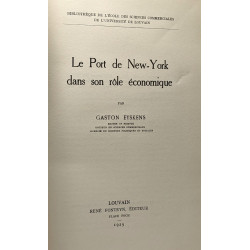 BIBLIOTHÈQUE DE L'ÉCOLE DES SCIENCES COMMERCIALES
DE L'UNIVERSITÉ DE LOUVAIN
Le Port de New-York
dans son rôle économique
PAR
GASTON EYSKENS
LOUVAIN
RENÉ FONTEYN, ÉDITEUR
1929